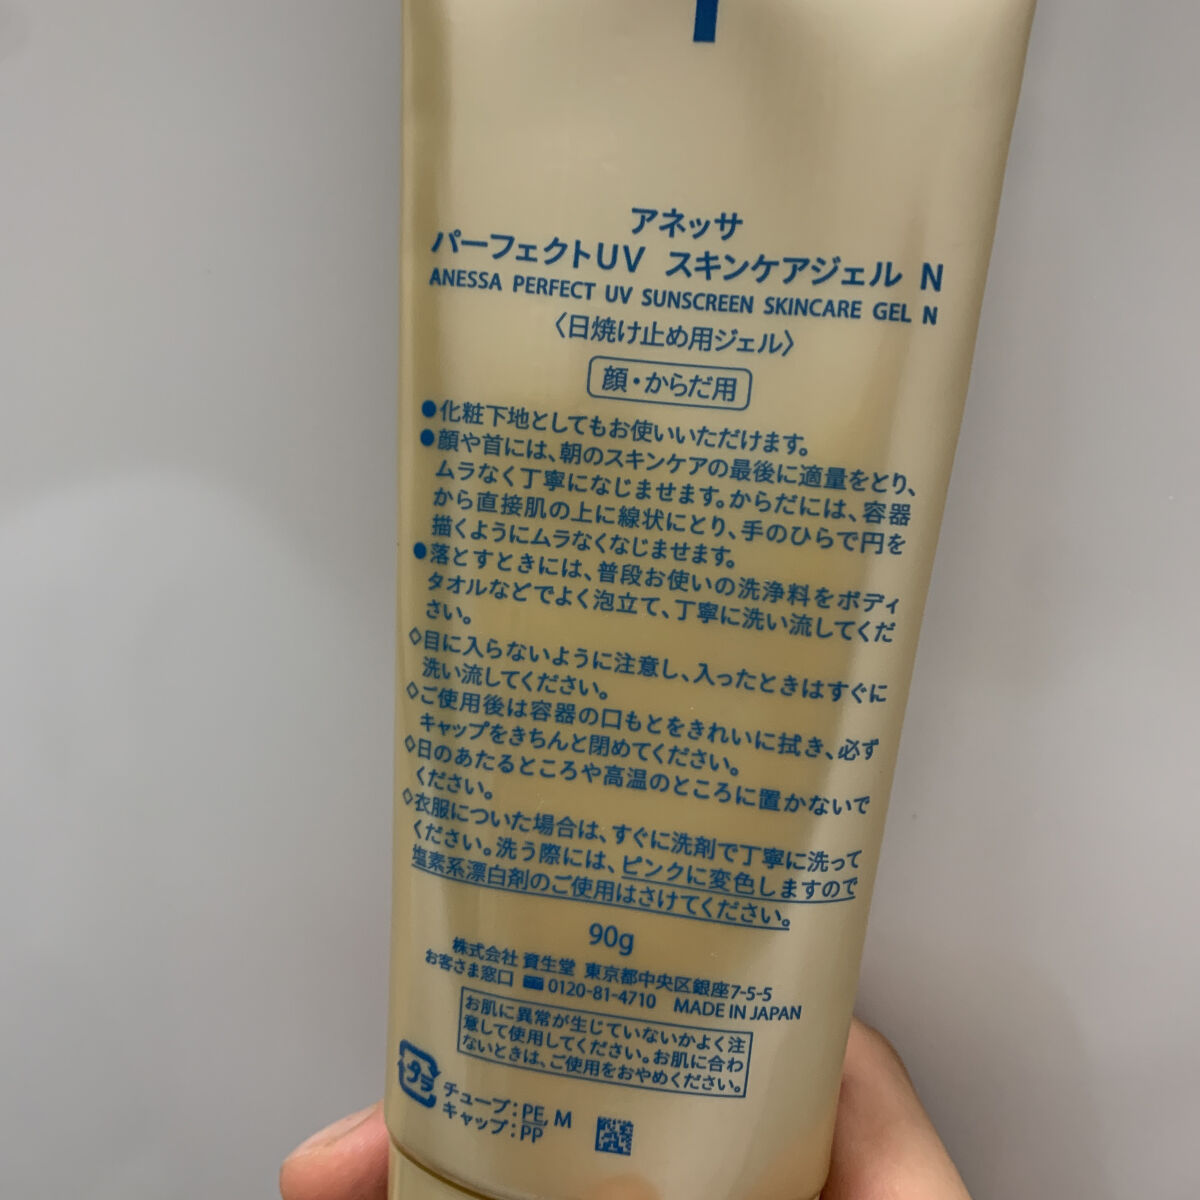 アネッサ
パーフェクトUV スキンケアジェル N
ANESSA PERFECT UV SUNSCREEN SKINCARE GEL N
〈日焼け止め用ジェル〉
顔・からだ用
●化粧下地としてもお使いいただけます。
●顔や首には、朝のスキンケアの最後に適量をとり、
ムラなく丁寧になじませます。からだには、容器
から直接肌の上に線状にとり、手のひらで円を
描くようにムラなくなじませます。
●落とすときには、普段お使いの洗浄料をボディ
タオルなどでよく泡立て、丁寧に洗い流してくだ
さい。
◇目に入らないように注意し、入ったときはすぐに
洗い流してください。
◇ご使用後は容器の口もとをきれいに拭き、必ず
キャップをきちんと閉めてください。
◇日のあたるところや高温のところに置かないで
ください。
◇衣服についた場合は、すぐに洗剤で丁寧に洗って
ください。洗う際には、ピンクに変色しますので
塩素系漂白剤のご使用はさけてください。
90g
株式会社 資生堂 東京都中央区銀座7-5-5
お客さま窓口 0120-81-4710 MADE IN JAPAN
お肌に異常が生じていないかよく注
意して使用してください。お肌に合わ
ないときは、ご使用をおやめください。
プラ
チューブ:PE, M
キャップ:PP